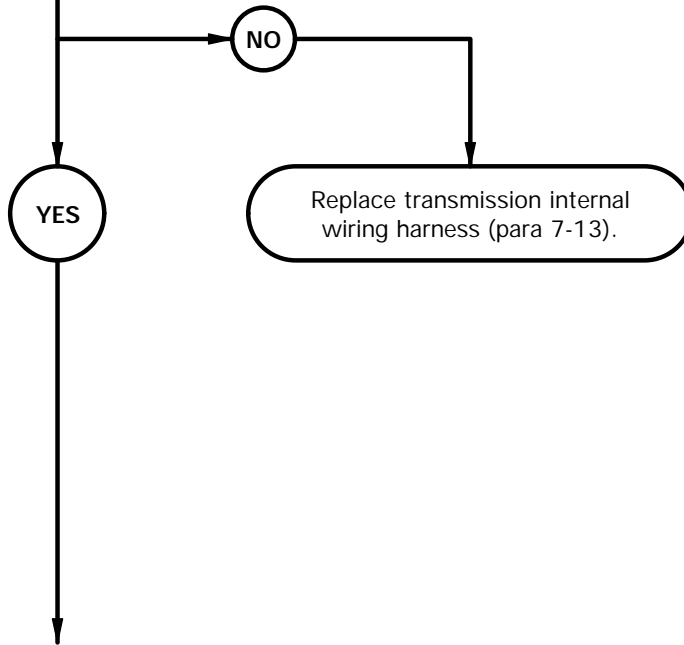 NO
YES
Replace transmission internal
wiring harness (para 7-13).